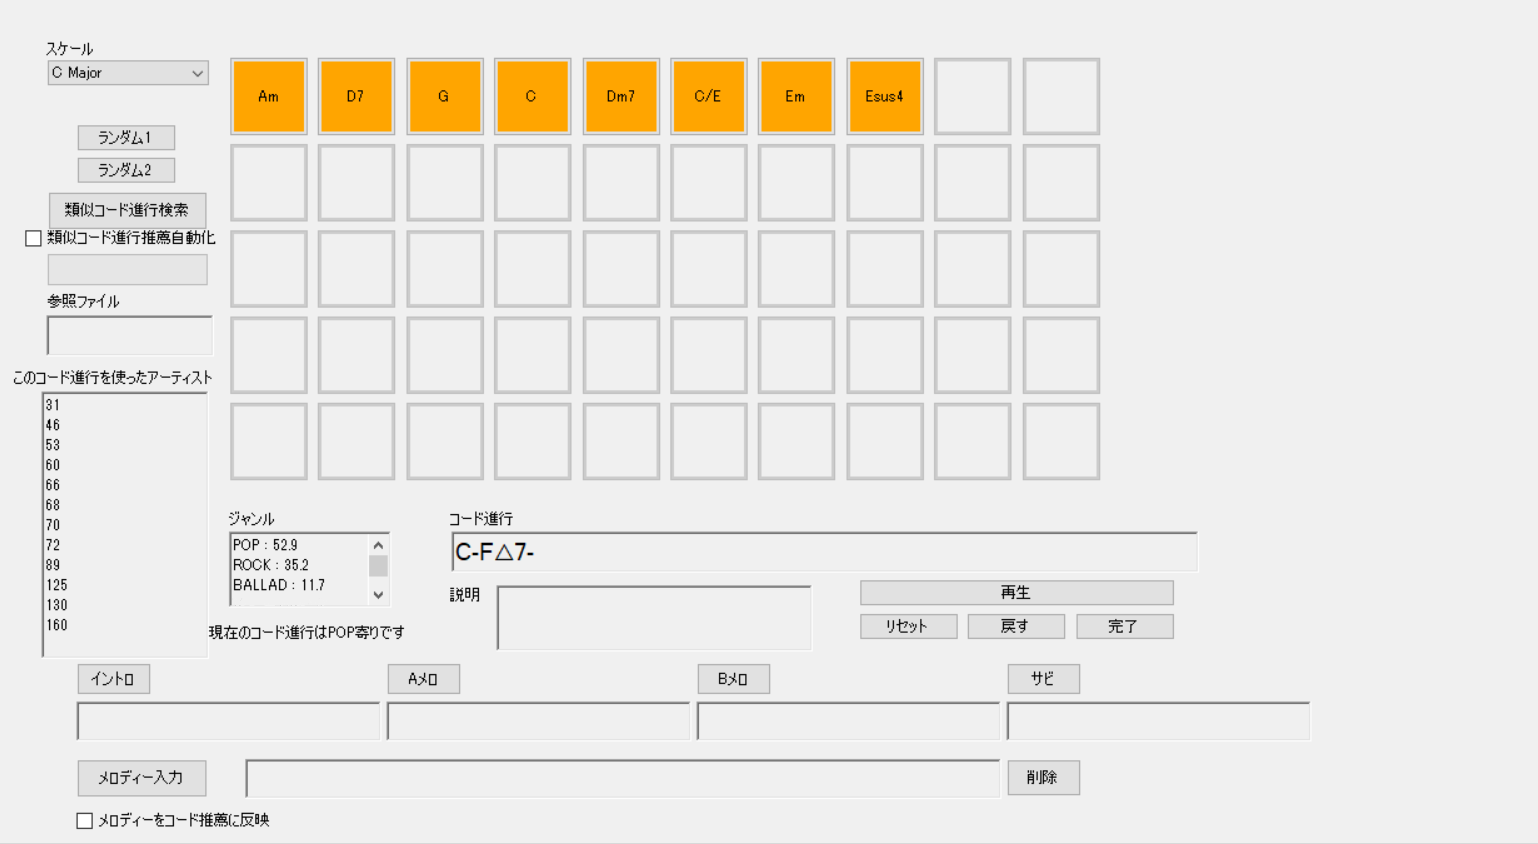 スケール
C Major
Am D7 G C Dm7 C/E Em Esus4
ランダム1
ランダム2
類似コード進行検索
類似コード進行推薦自動化
参照ファイル
このコード進行を使ったアーティスト
31
46
53
60
66
68
70
72
89
125
130
160
ジャンル
POP : 52.9
ROCK : 35.2
BALLAD : 11.7
現在のコード進行はPOP寄りです
コード進行
C-F△7-
説明
再生
リセット 戻す 完了
イントロ Aメロ Bメロ サビ
メロディー入力 削除
メロディーをコード推薦に反映